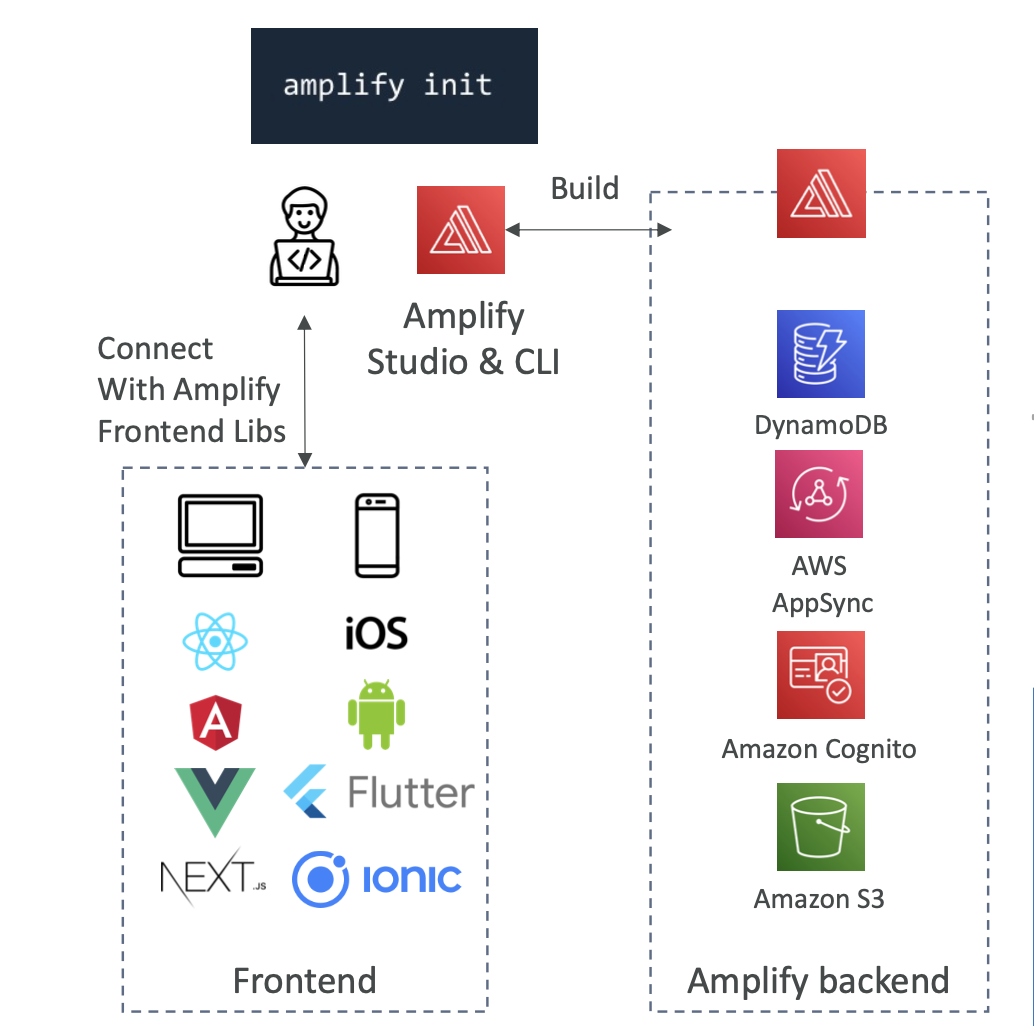 amplify init
Build
Amplify
Studio & CLI
Connect
With Amplify
Frontend Libs
</>
iOS
A
Flutter
NEXT.JS
ionic
Frontend
DynamoDB
AWS
AppSync
Amazon Cognito
Amazon S3
Amplify backend